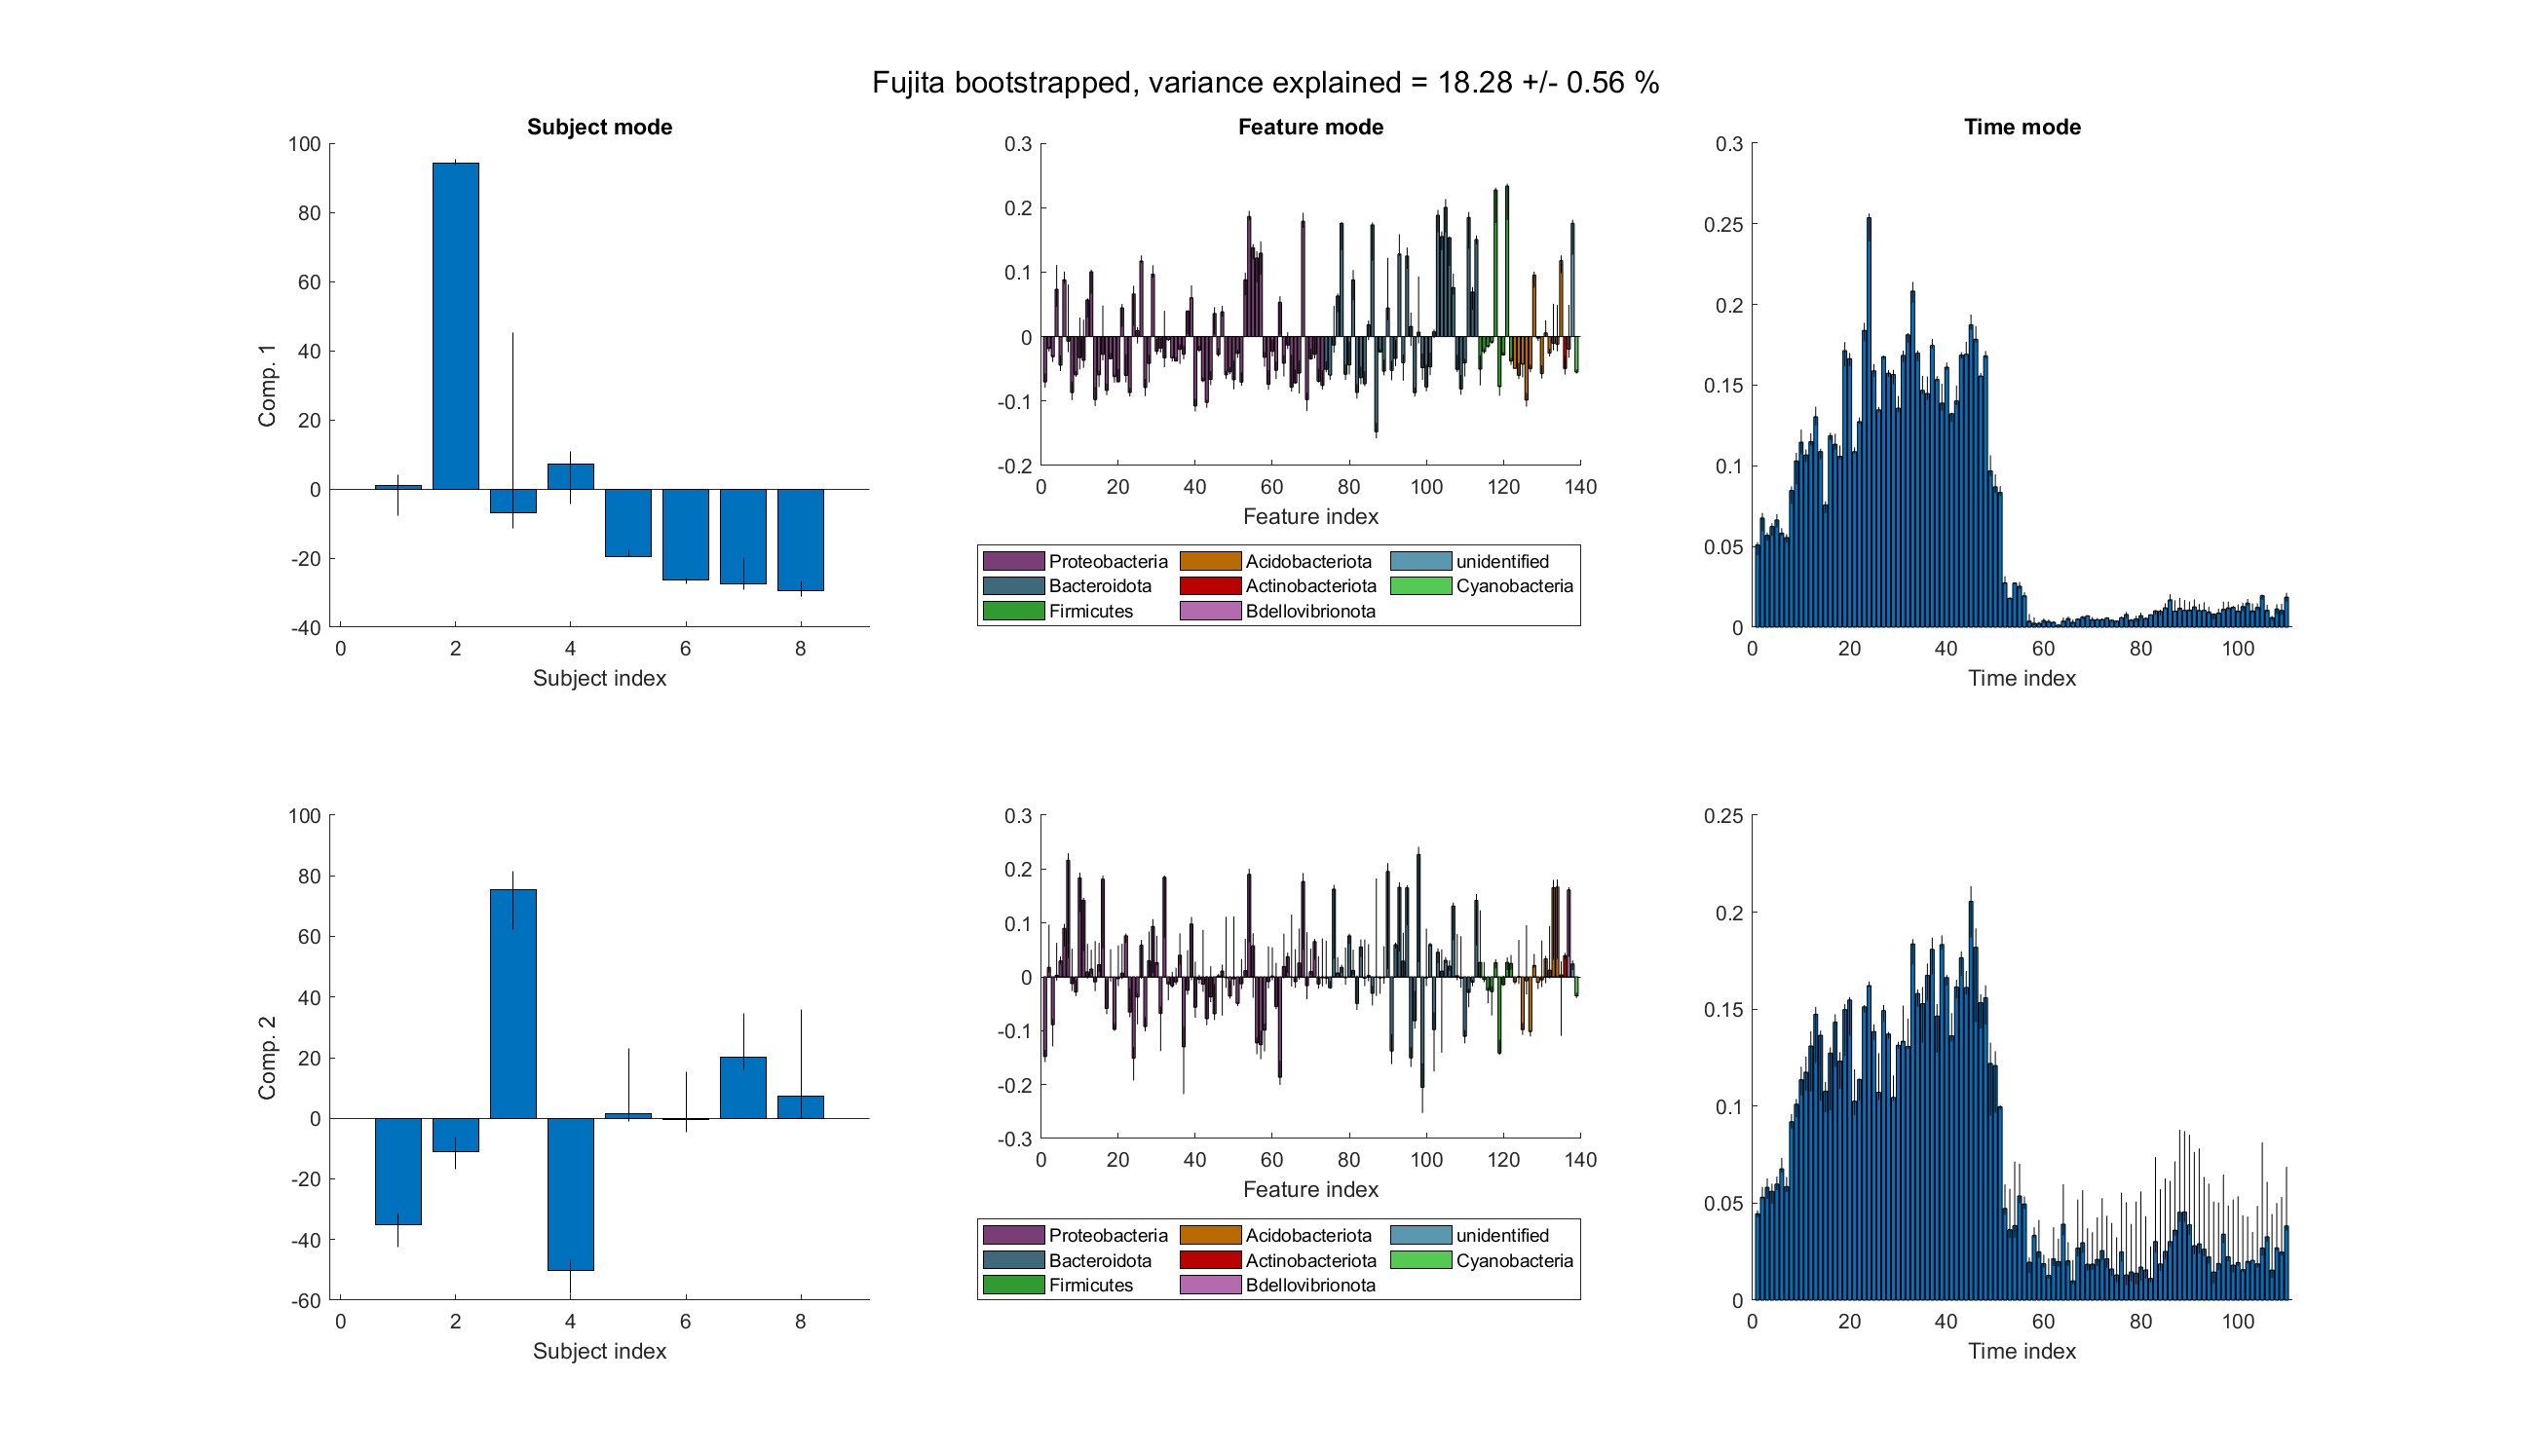 Fujita bootstrapped, variance explained = 18.28 +/- 0.56 %
Subject mode
100
80
60
40
20
0
-20
-40
Comp. 1
0 2 4 6 8
Subject index
Feature mode
0.3
0.2
0.1
0
-0.1
-0.2
0 20 40 60 80 100 120 140
Feature index
Proteobacteria Acidobacteriota unidentified
Bacteroidota Actinobacteriota Cyanobacteria
Firmicutes Bdellovibrionota
Time mode
0.3
0.25
0.2
0.15
0.1
0.05
0
0 20 40 60 80 100
Time index
100
80
60
40
20
0
-20
-40
-60
Comp. 2
0 2 4 6 8
Subject index
0.3
0.2
0.1
0
-0.1
-0.2
-0.3
0 20 40 60 80 100 120 140
Feature index
Proteobacteria Acidobacteriota unidentified
Bacteroidota Actinobacteriota Cyanobacteria
Firmicutes Bdellovibrionota
0.25
0.2
0.15
0.1
0.05
0
0 20 40 60 80 100
Time index